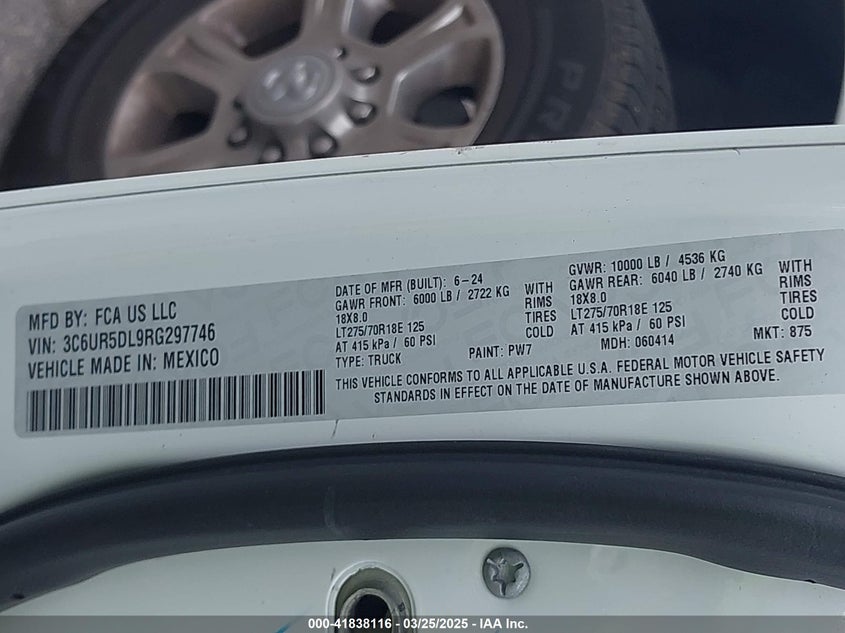 PR
MFD BY: FCA US LLC
VIN: 3C6UR5DL9RG297746
VEHICLE MADE IN: MEXICO
DATE OF MFR (BUILT): 6-24
GAWR FRONT: 6000 LB / 2722 KG WITH
18X8.0 RIMS
LT275/70R18E 125 TIRES
AT 415 kPa / 60 PSI COLD
TYPE: TRUCK PAINT: PW7
GVWR: 10000 LB / 4536 KG
GAWR REAR: 6040 LB / 2740 KG WITH
18X8.0 RIMS
LT275/70R18E 125 TIRES
AT 415 kPa / 60 PSI COLD
MDH: 060414 MKT: 875
THIS VEHICLE CONFORMS TO ALL APPLICABLE U.S.A. FEDERAL MOTOR VEHICLE SAFETY
STANDARDS IN EFFECT ON THE DATE OF MANUFACTURE SHOWN ABOVE.
000-41838116 - 03/25/2025 - IAA Inc.